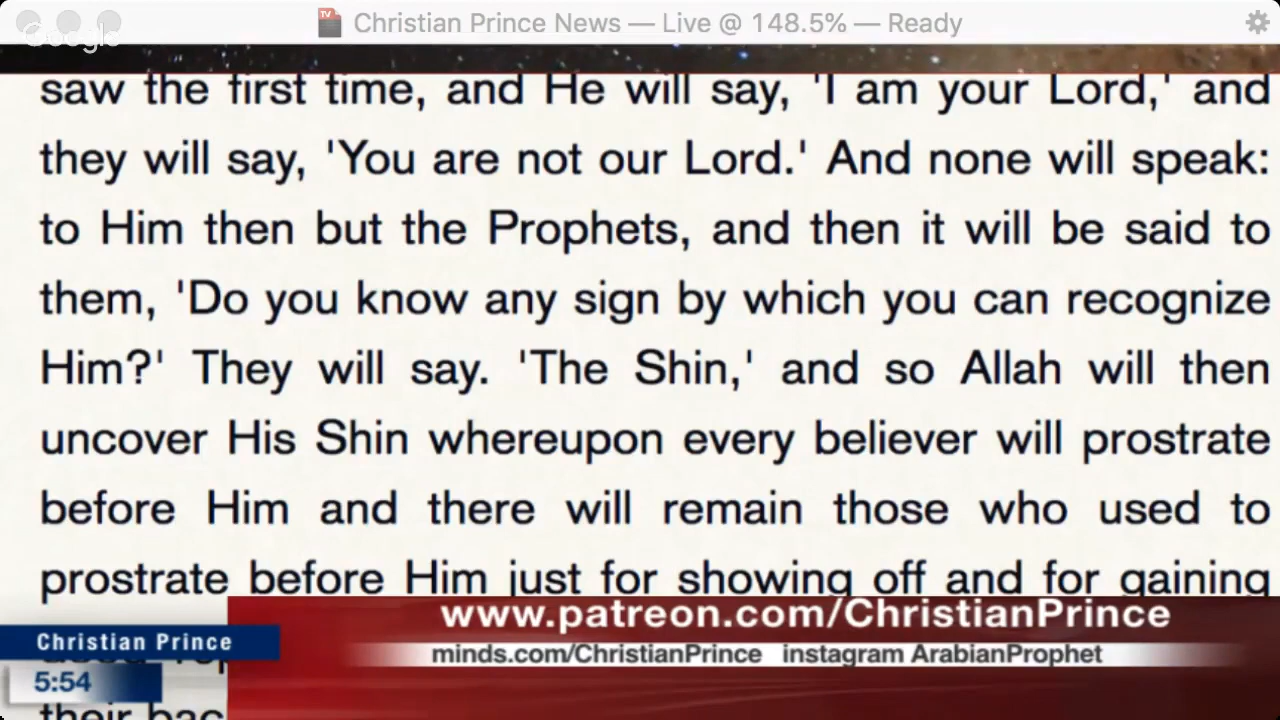 Christian Prince News — Live @ 148.5% — Ready
Google
saw the first time, and He will say, 'I am your Lord,' and
they will say, 'You are not our Lord.' And none will speak:
to Him then but the Prophets, and then it will be said to
them, 'Do you know any sign by which you can recognize
Him?' They will say. 'The Shin,' and so Allah will then
uncover His Shin whereupon every believer will prostrate
before Him and there will remain those who used to
prostrate before Him just for showing off and for gaining
www.patreon.com/ChristianPrince
Christian Prince
minds.com/ChristianPrince instagram ArabianProphet
5:54
their bac